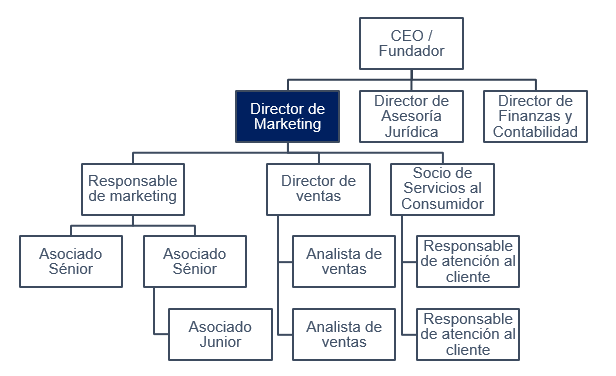 CEO /
Fundador
Director de
Marketing
Director de
Asesoría
Jurídica
Director de
Finanzas y
Contabilidad
Responsable
de marketing
Director de
ventas
Socio de
Servicios al
Consumidor
Asociado
Sénior
Asociado
Sénior
Analista de
ventas
Responsable
de atención al
cliente
Asociado
Junior
Analista de
ventas
Responsable
de atención al
cliente